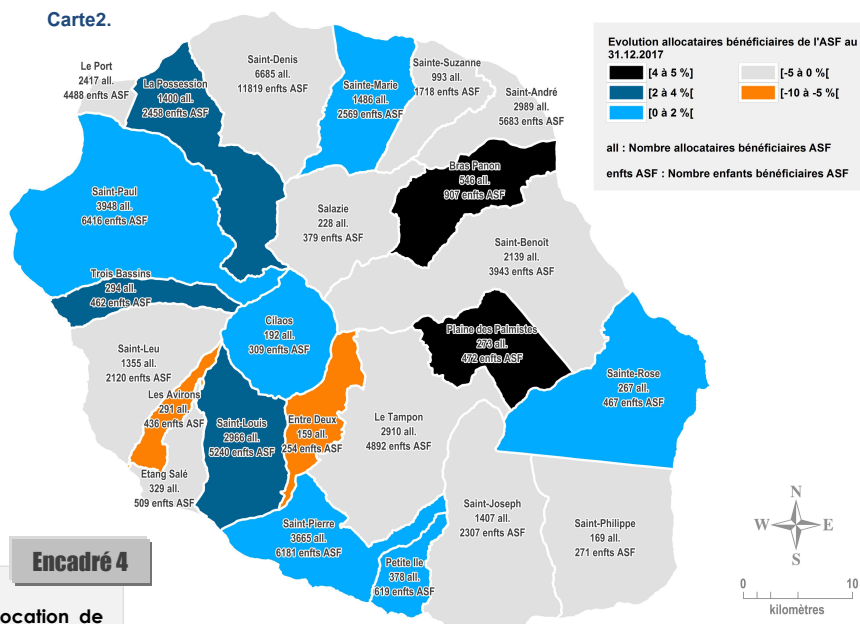 Carte2.
Evolution allocataires bénéficiaires de l'ASF au
31.12.2017
[4 à 5 %[
[-5 à 0 %[
[2 à 4 %[
[-10 à -5 %[
[0 à 2 %[
all : Nombre allocataires bénéficiaires ASF
enfts ASF : Nombre enfants bénéficiaires ASF
Le Port
2417 all.
4488 enfts ASF
La Possession
1400 all.
2458 enfts ASF
Saint-Denis
6685 all.
11819 enfts ASF
Sainte-Marie
1486 all.
2569 enfts ASF
Sainte-Suzanne
993 all.
1718 enfts ASF
Saint-André
2989 all.
5683 enfts ASF
Bras Panon
546 all.
907 enfts ASF
Saint-Paul
3948 all.
6416 enfts ASF
Salazie
228 all.
379 enfts ASF
Saint-Benoît
2139 all.
3943 enfts ASF
Trois Bassins
294 all.
462 enfts ASF
Cilaos
192 all.
309 enfts ASF
Plaine des Palmistes
273 all.
472 enfts ASF
Saint-Leu
1355 all.
2120 enfts ASF
Sainte-Rose
267 all.
467 enfts ASF
Les Avirons
291 all.
436 enfts ASF
Saint-Louis
2966 all.
5240 enfts ASF
Entre Deux
159 all.
254 enfts ASF
Le Tampon
2910 all.
4892 enfts ASF
Etang Salé
329 all.
509 enfts ASF
Saint-Pierre
3665 all.
6181 enfts ASF
Petite Ile
378 all.
619 enfts ASF
Saint-Joseph
1407 all.
2307 enfts ASF
Saint-Philippe
169 all.
271 enfts ASF
N
W
E
S
0
10
kilomètres
Encadré 4
ocation de